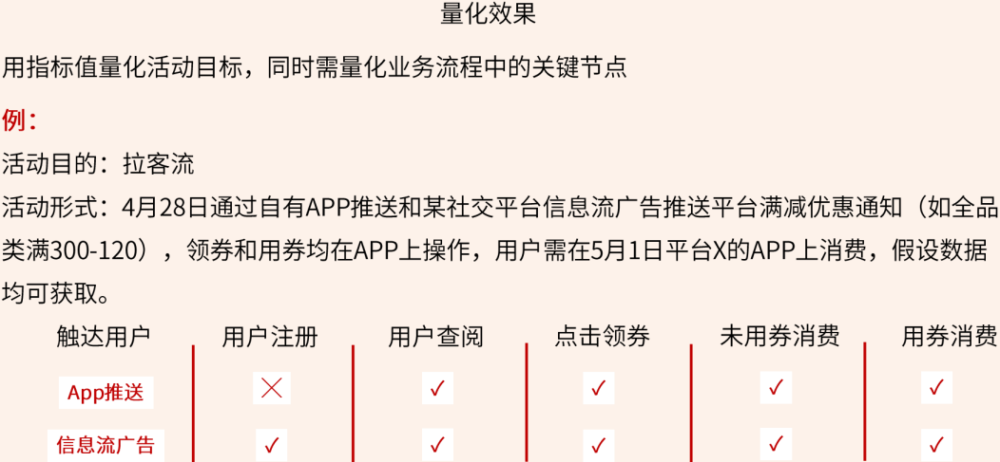 量化效果
用指标值量化活动目标，同时需量化业务流程中的关键节点
例：
活动目的：拉客流
活动形式：4月28日通过自有APP推送和某社交平台信息流广告推送平台满减优惠通知（如全品
类满300-120），领券和用券均在APP上操作，用户需在5月1日平台X的APP上消费，假设数据
均可获取。
触达用户 用户注册 用户查阅 点击领券 未用券消费 用券消费
App推送 × ✓ ✓ ✓ ✓
信息流广告 ✓ ✓ ✓ ✓ ✓